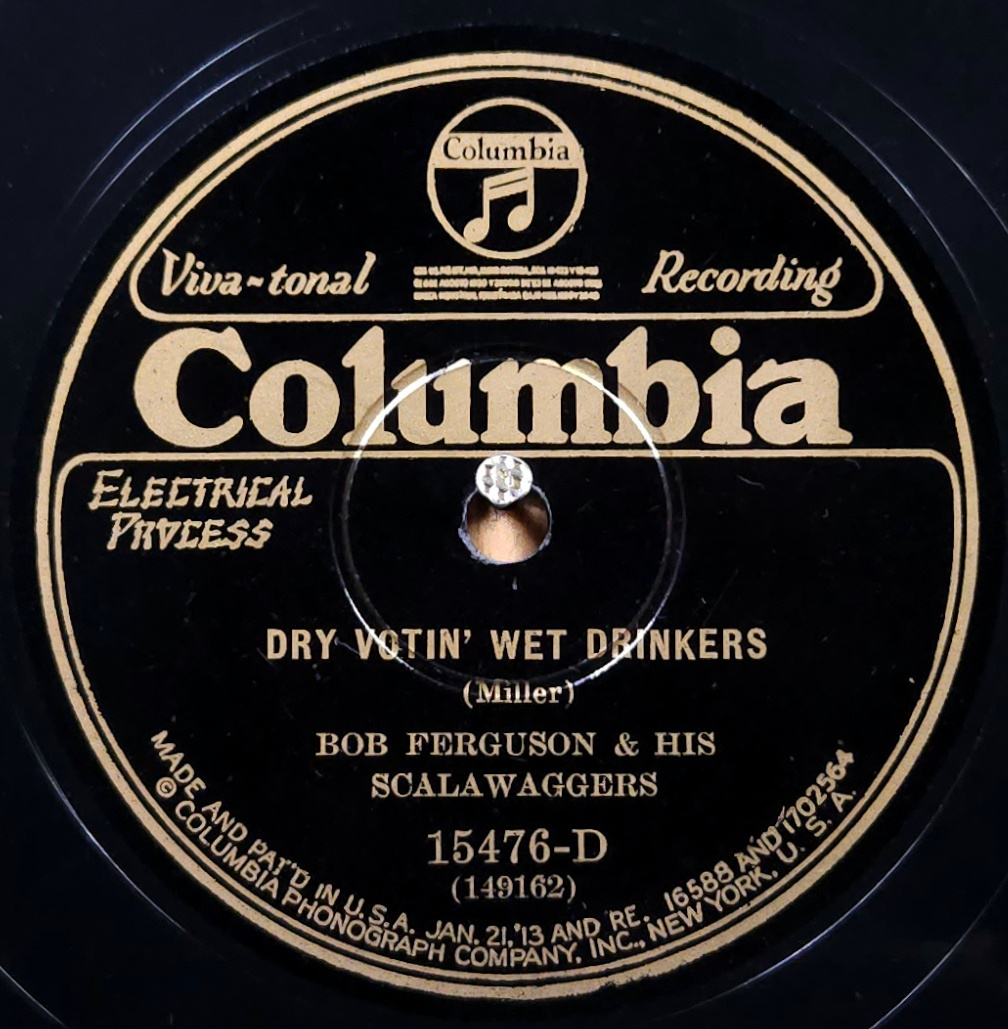 Columbia
Viva-tonal Recording
Columbia
ELECTRICAL
PROCESS
DRY VOTIN' WET DRINKERS
(Miller)
BOB FERGUSON & HIS
SCALAWAGGERS
15476-D
(149162)
MADE AND PAT'D IN U.S.A. JAN. 21,'13 AND RE. 16588 AND 1702564
© COLUMBIA PHONOGRAPH COMPANY, INC., NEW YORK, U. S. A.